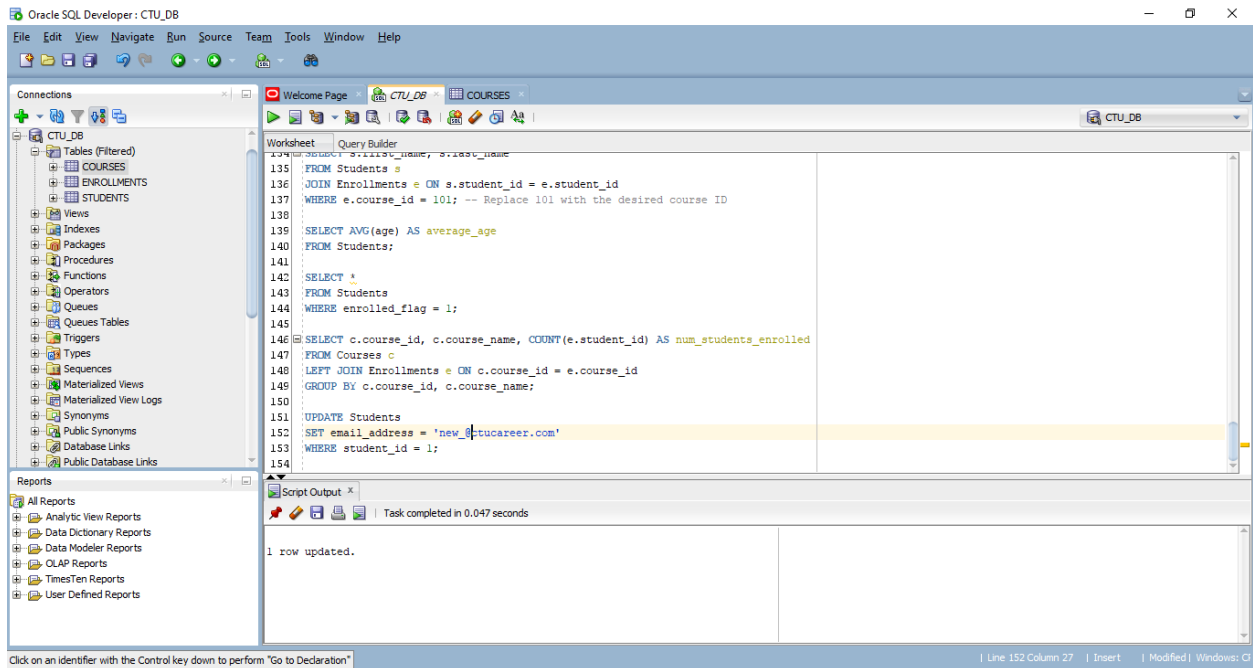 Oracle SQL Developer : CTU_DB
File Edit View Navigate Run Source Team Tools Window Help
Connections
CTU_DB
Tables (Filtered)
COURSES
ENROLLMENTS
STUDENTS
Views
Indexes
Packages
Procedures
Functions
Operators
Queues
Queues Tables
Triggers
Types
Sequences
Materialized Views
Materialized View Logs
Synonyms
Public Synonyms
Database Links
Public Database Links
Reports
All Reports
Analytic View Reports
Data Dictionary Reports
Data Modeler Reports
OLAP Reports
TimesTen Reports
User Defined Reports
Welcome Page CTU_DB COURSES
CTU_DB
Worksheet Query Builder
134 SELECT s.first_name, s.last_name
135 FROM Students s
136 JOIN Enrollments e ON s.student_id = e.student_id
137 WHERE e.course_id = 101; -- Replace 101 with the desired course ID
138
139 SELECT AVG(age) AS average_age
140 FROM Students;
141
142 SELECT *
143 FROM Students
144 WHERE enrolled_flag = 1;
145
146 SELECT c.course_id, c.course_name, COUNT(e.student_id) AS num_students_enrolled
147 FROM Courses c
148 LEFT JOIN Enrollments e ON c.course_id = e.course_id
149 GROUP BY c.course_id, c.course_name;
150
151 UPDATE Students
152 SET email_address = 'new_@ctucareer.com'
153 WHERE student_id = 1;
154
Script Output
Task completed in 0.047 seconds
1 row updated.
Click on an identifier with the Control key down to perform "Go to Declaration"
Line 152 Column 27 | Insert | Modified | Windows: C